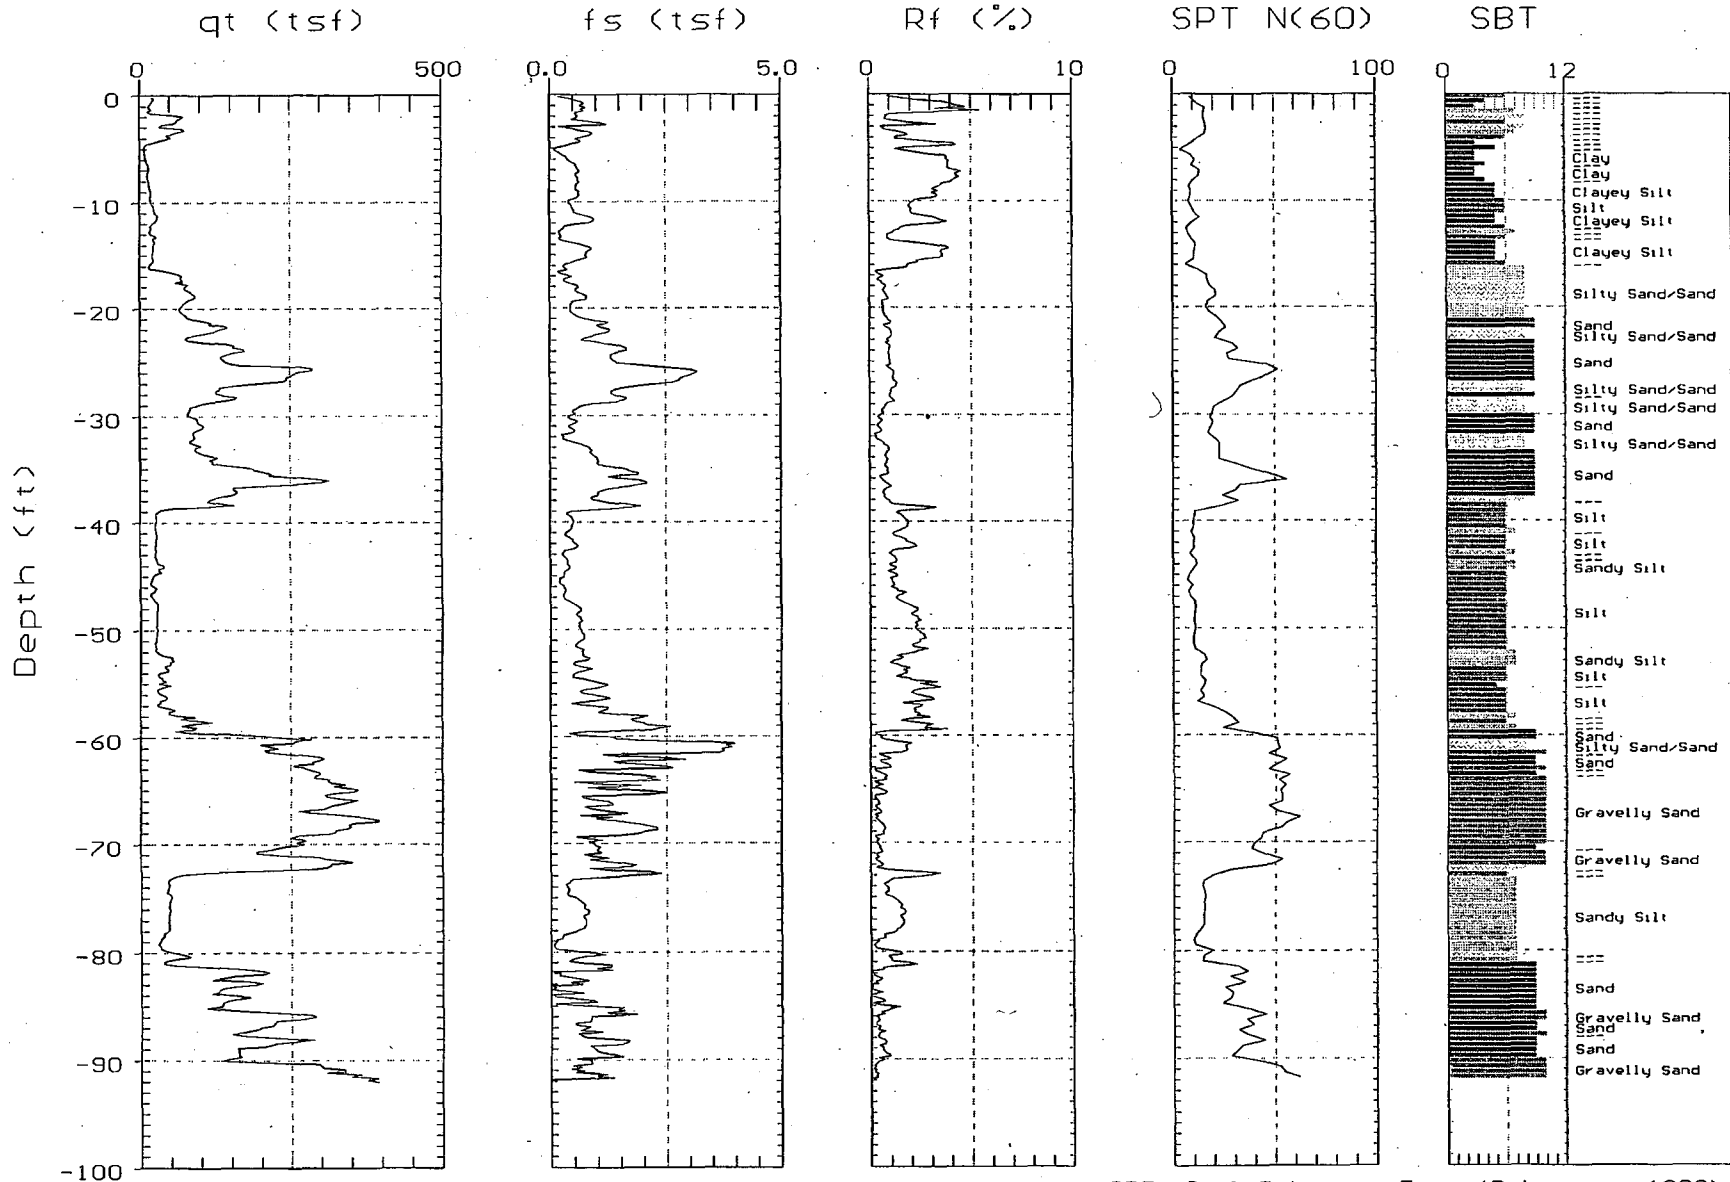 qt (tsf)
fs (tsf)
Rf (%)
SPT N(60)
SBT
0 500
0.0 5.0
0 10
0 100
0 12
Depth (ft)
0
-10
-20
-30
-40
-50
-60
-70
-80
-90
-100
Clay
Clay
Clayey Silt
Silt
Clayey Silt
Clayey Silt
Silty Sand/Sand
Sand
Silty Sand/Sand
Sand
Silty Sand/Sand
Silty Sand/Sand
Sand
Silty Sand/Sand
Sand
Silt
Silt
Sandy Silt
Silt
Sandy Silt
Silt
Silt
Sand
Silty Sand/Sand
Sand
Gravelly Sand
Gravelly Sand
Sandy Silt
Sand
Gravelly Sand
Sand
Sand
Gravelly Sand